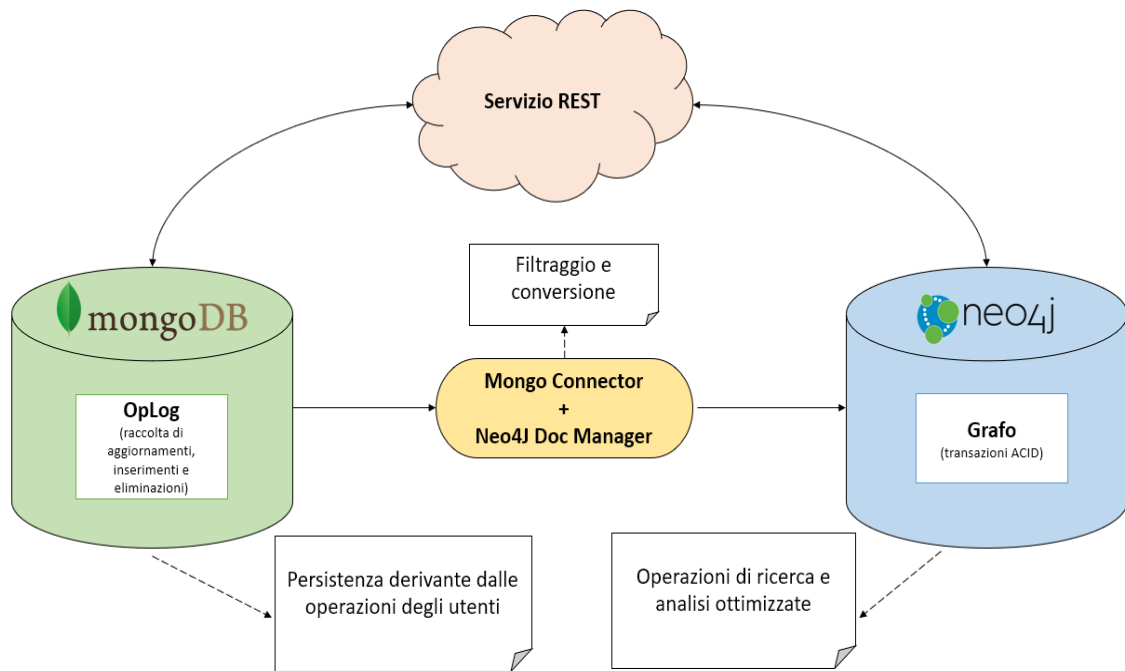 Servizio REST
Filtraggio e
conversione
mongoDB
neo4j
Mongo Connector
+
Neo4J Doc Manager
OpLog
(raccolta di
aggiornamenti,
inserimenti e
eliminazioni)
Grafo
(transazioni ACID)
Persistenza derivante dalle
operazioni degli utenti
Operazioni di ricerca e
analisi ottimizzate